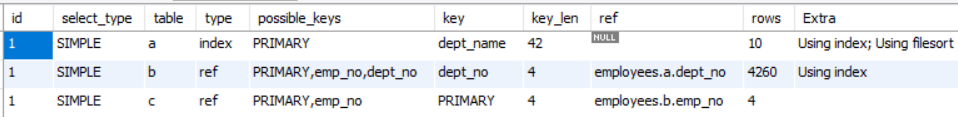 id select_type table type possible_keys key key_len ref rows Extra
1 SIMPLE a index PRIMARY dept_name 42 NULL 10 Using index; Using filesort
1 SIMPLE b ref PRIMARY,emp_no,dept_no dept_no 4 employees.a.dept_no 4260 Using index
1 SIMPLE c ref PRIMARY,emp_no PRIMARY 4 employees.b.emp_no 4